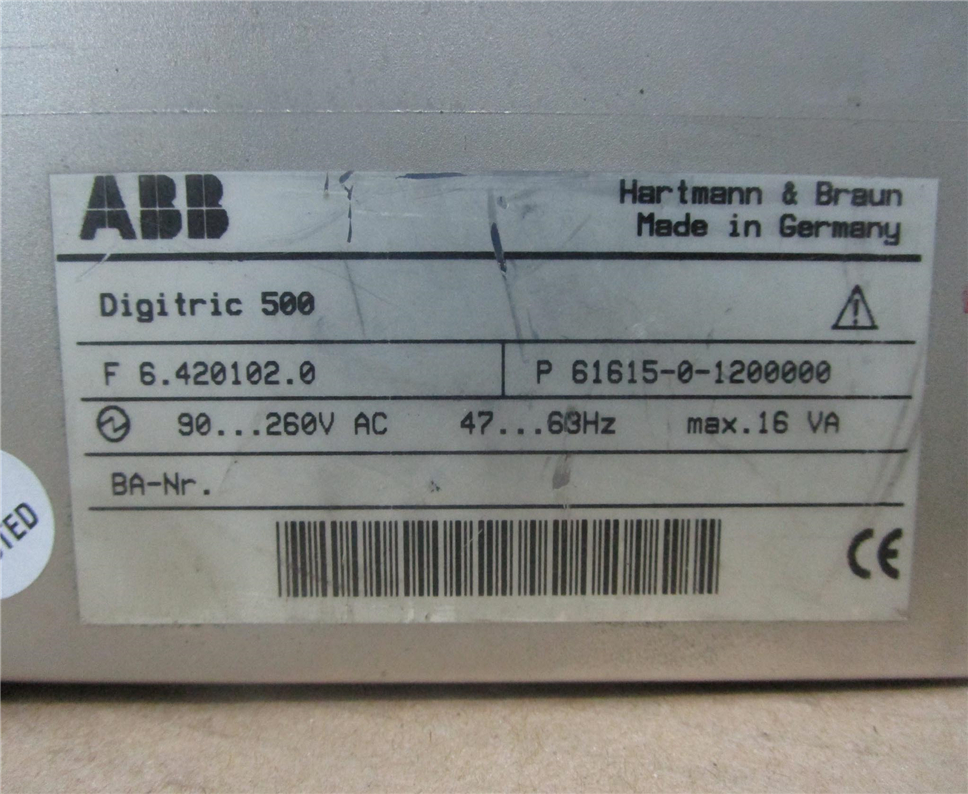 ABB
Hartmann & Braun
Made in Germany
Digitric 500
F 6.420102.0
P 61615-0-1200000
90...260V AC 47...63Hz max.16 VA
BA-Nr.
CE